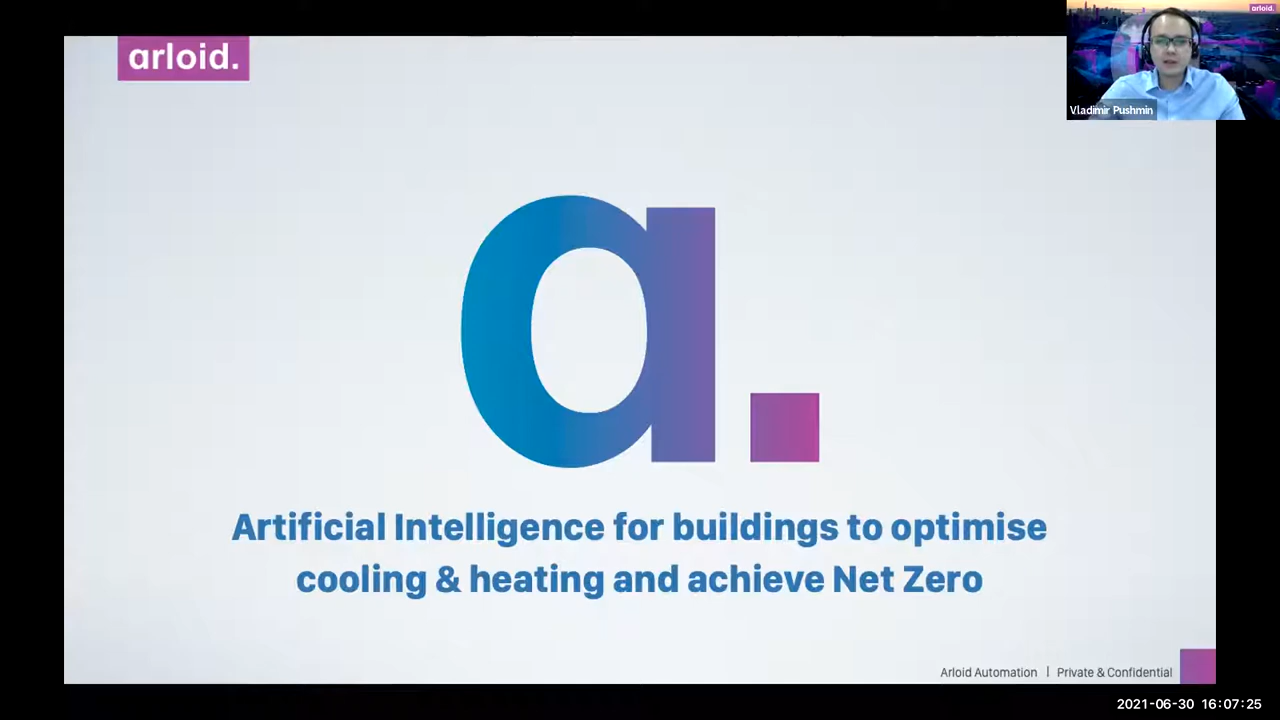 arloid.
arloid.
Vladimir Pushmin
a.
Artificial Intelligence for buildings to optimise
cooling & heating and achieve Net Zero
Arloid Automation | Private & Confidential
2021-06-30 16:07:25